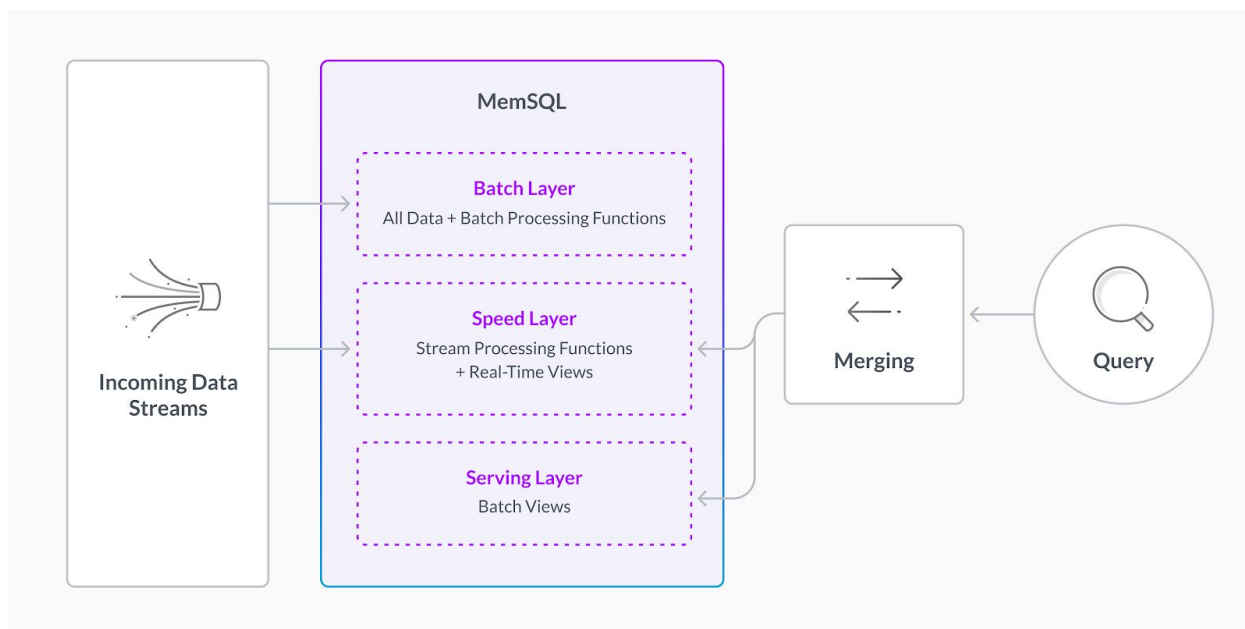 MemSQL
Batch Layer
All Data + Batch Processing Functions
Speed Layer
Stream Processing Functions
+ Real-Time Views
Serving Layer
Batch Views
Incoming Data
Streams
Merging
Query